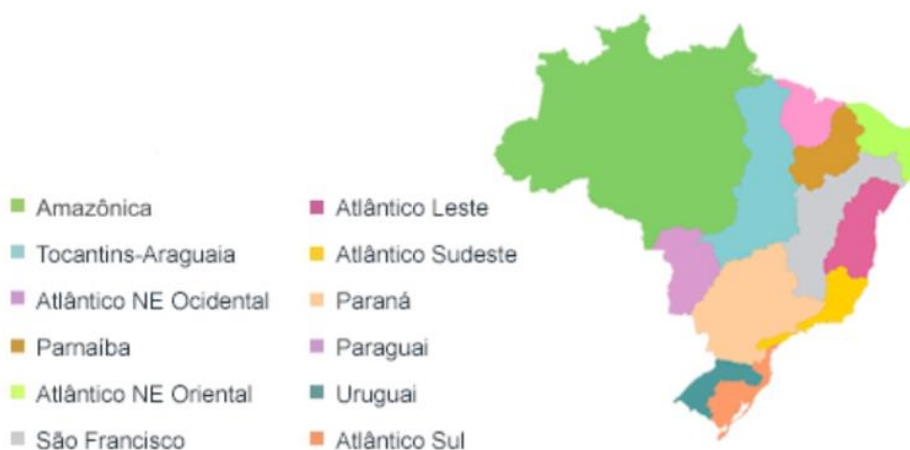 Amazônica
Tocantins-Araguaia
Atlântico NE Ocidental
Parnaíba
Atlântico NE Oriental
São Francisco
Atlântico Leste
Atlântico Sudeste
Paraná
Paraguai
Uruguai
Atlântico Sul